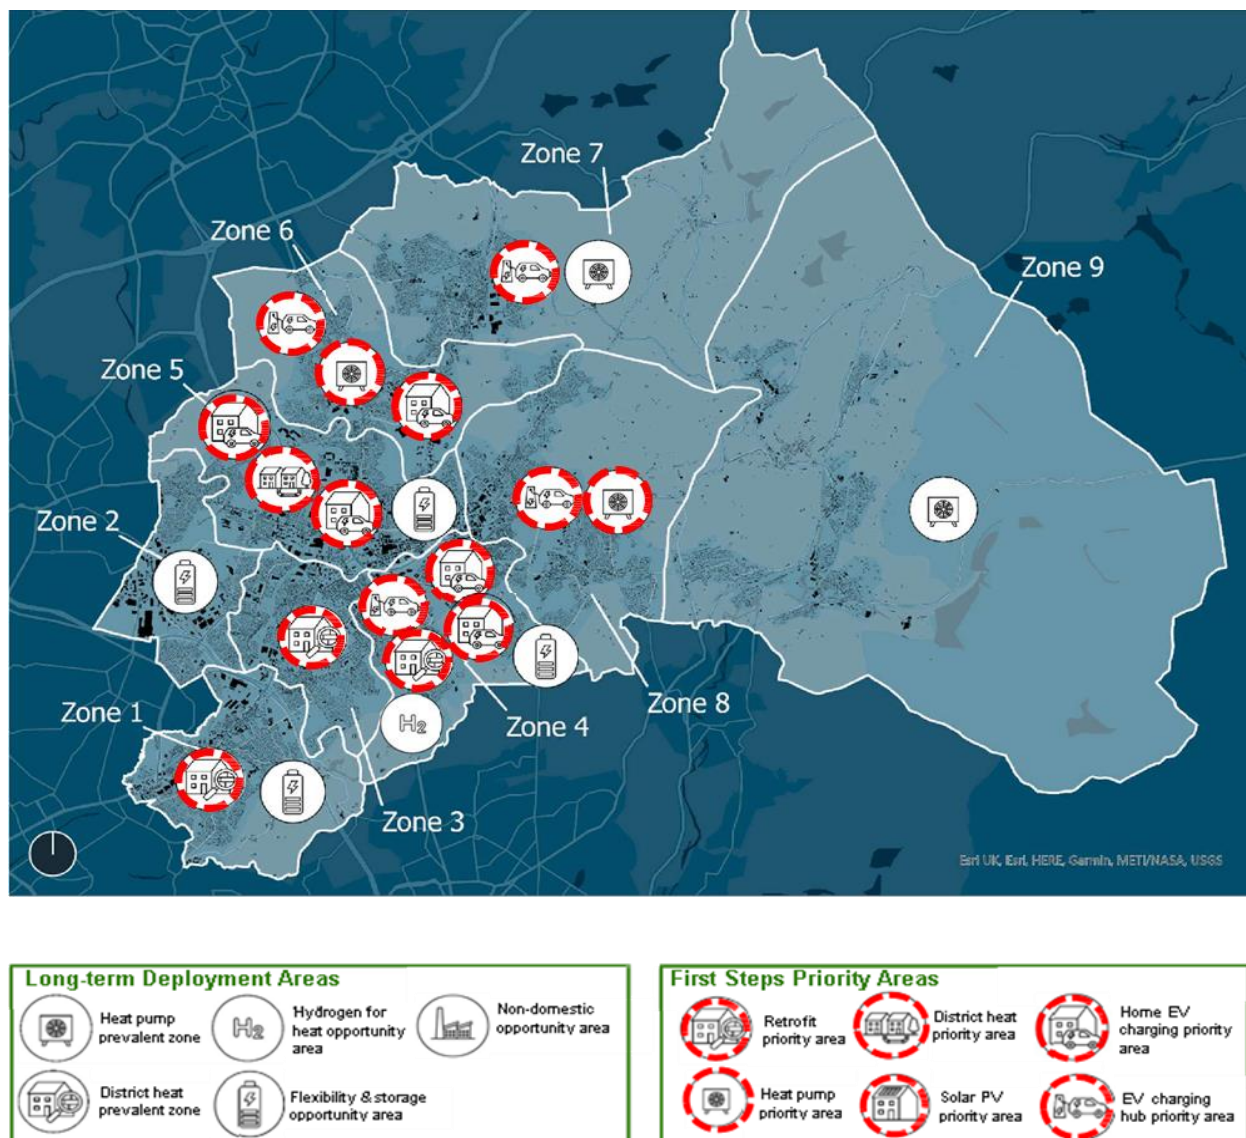 Zone 7
Zone 6
Zone 9
Zone 5
Zone 2
Zone 1
Zone 8
Zone 4
H2
Zone 3
Esri UK, Esri, HERE, Garmin, METI/NASA, USGS
Long-term Deployment Areas
Heat pump
prevalent zone
H2
Hydrogen for
heat opportunity
area
Non-domestic
opportunity area
District heat
prevalent zone
Flexibility & storage
opportunity area
First Steps Priority Areas
Retrofit
priority area
District heat
priority area
Home EV
charging priority
area
Heat pump
priority area
Solar PV
priority area
EV charging
hub priority area